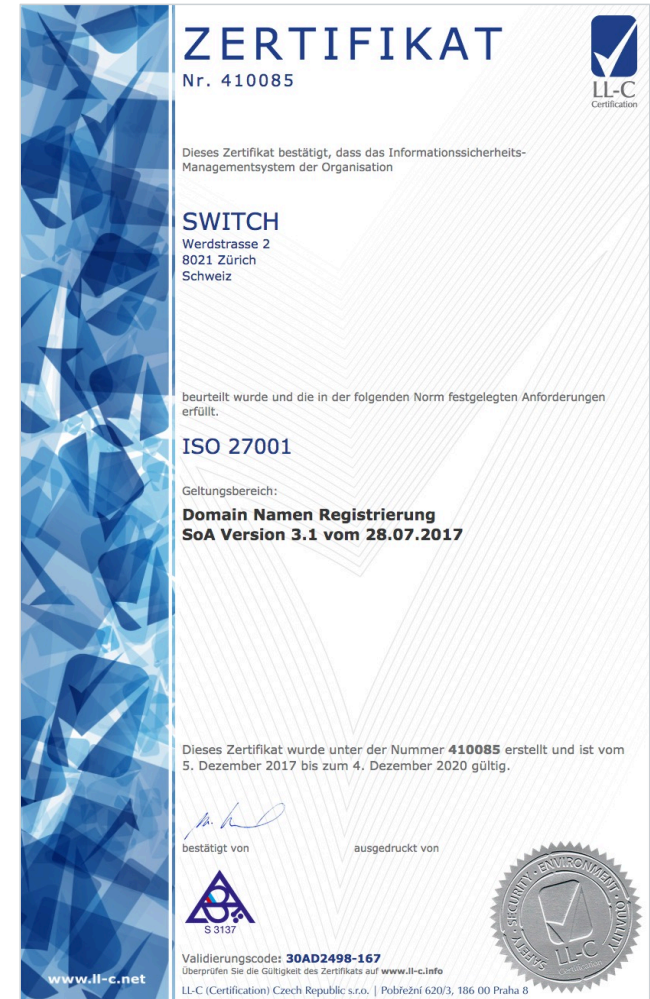 ZERTIFIKAT
Nr. 410085
LL-C
Certification
Dieses Zertifikat bestätigt, dass das Informationssicherheits-
Managementsystem der Organisation
SWITCH
Werdstrasse 2
8021 Zürich
Schweiz
beurteilt wurde und die in der folgenden Norm festgelegten Anforderungen
erfüllt.
ISO 27001
Geltungsbereich:
Domain Namen Registrierung
SoA Version 3.1 vom 28.07.2017
Dieses Zertifikat wurde unter der Nummer 410085 erstellt und ist vom
5. Dezember 2017 bis zum 4. Dezember 2020 gültig.
bestätigt von
ausgedruckt von
S 3137
SAFETY · SECURITY · ENVIRONMENT · QUALITY
LL-C
Certification
Validierungscode: 30AD2498-167
Überprüfen Sie die Gültigkeit des Zertifikats auf www.ll-c.info
www.ll-c.net
LL-C (Certification) Czech Republic s.r.o. | Pobřežní 620/3, 186 00 Praha 8